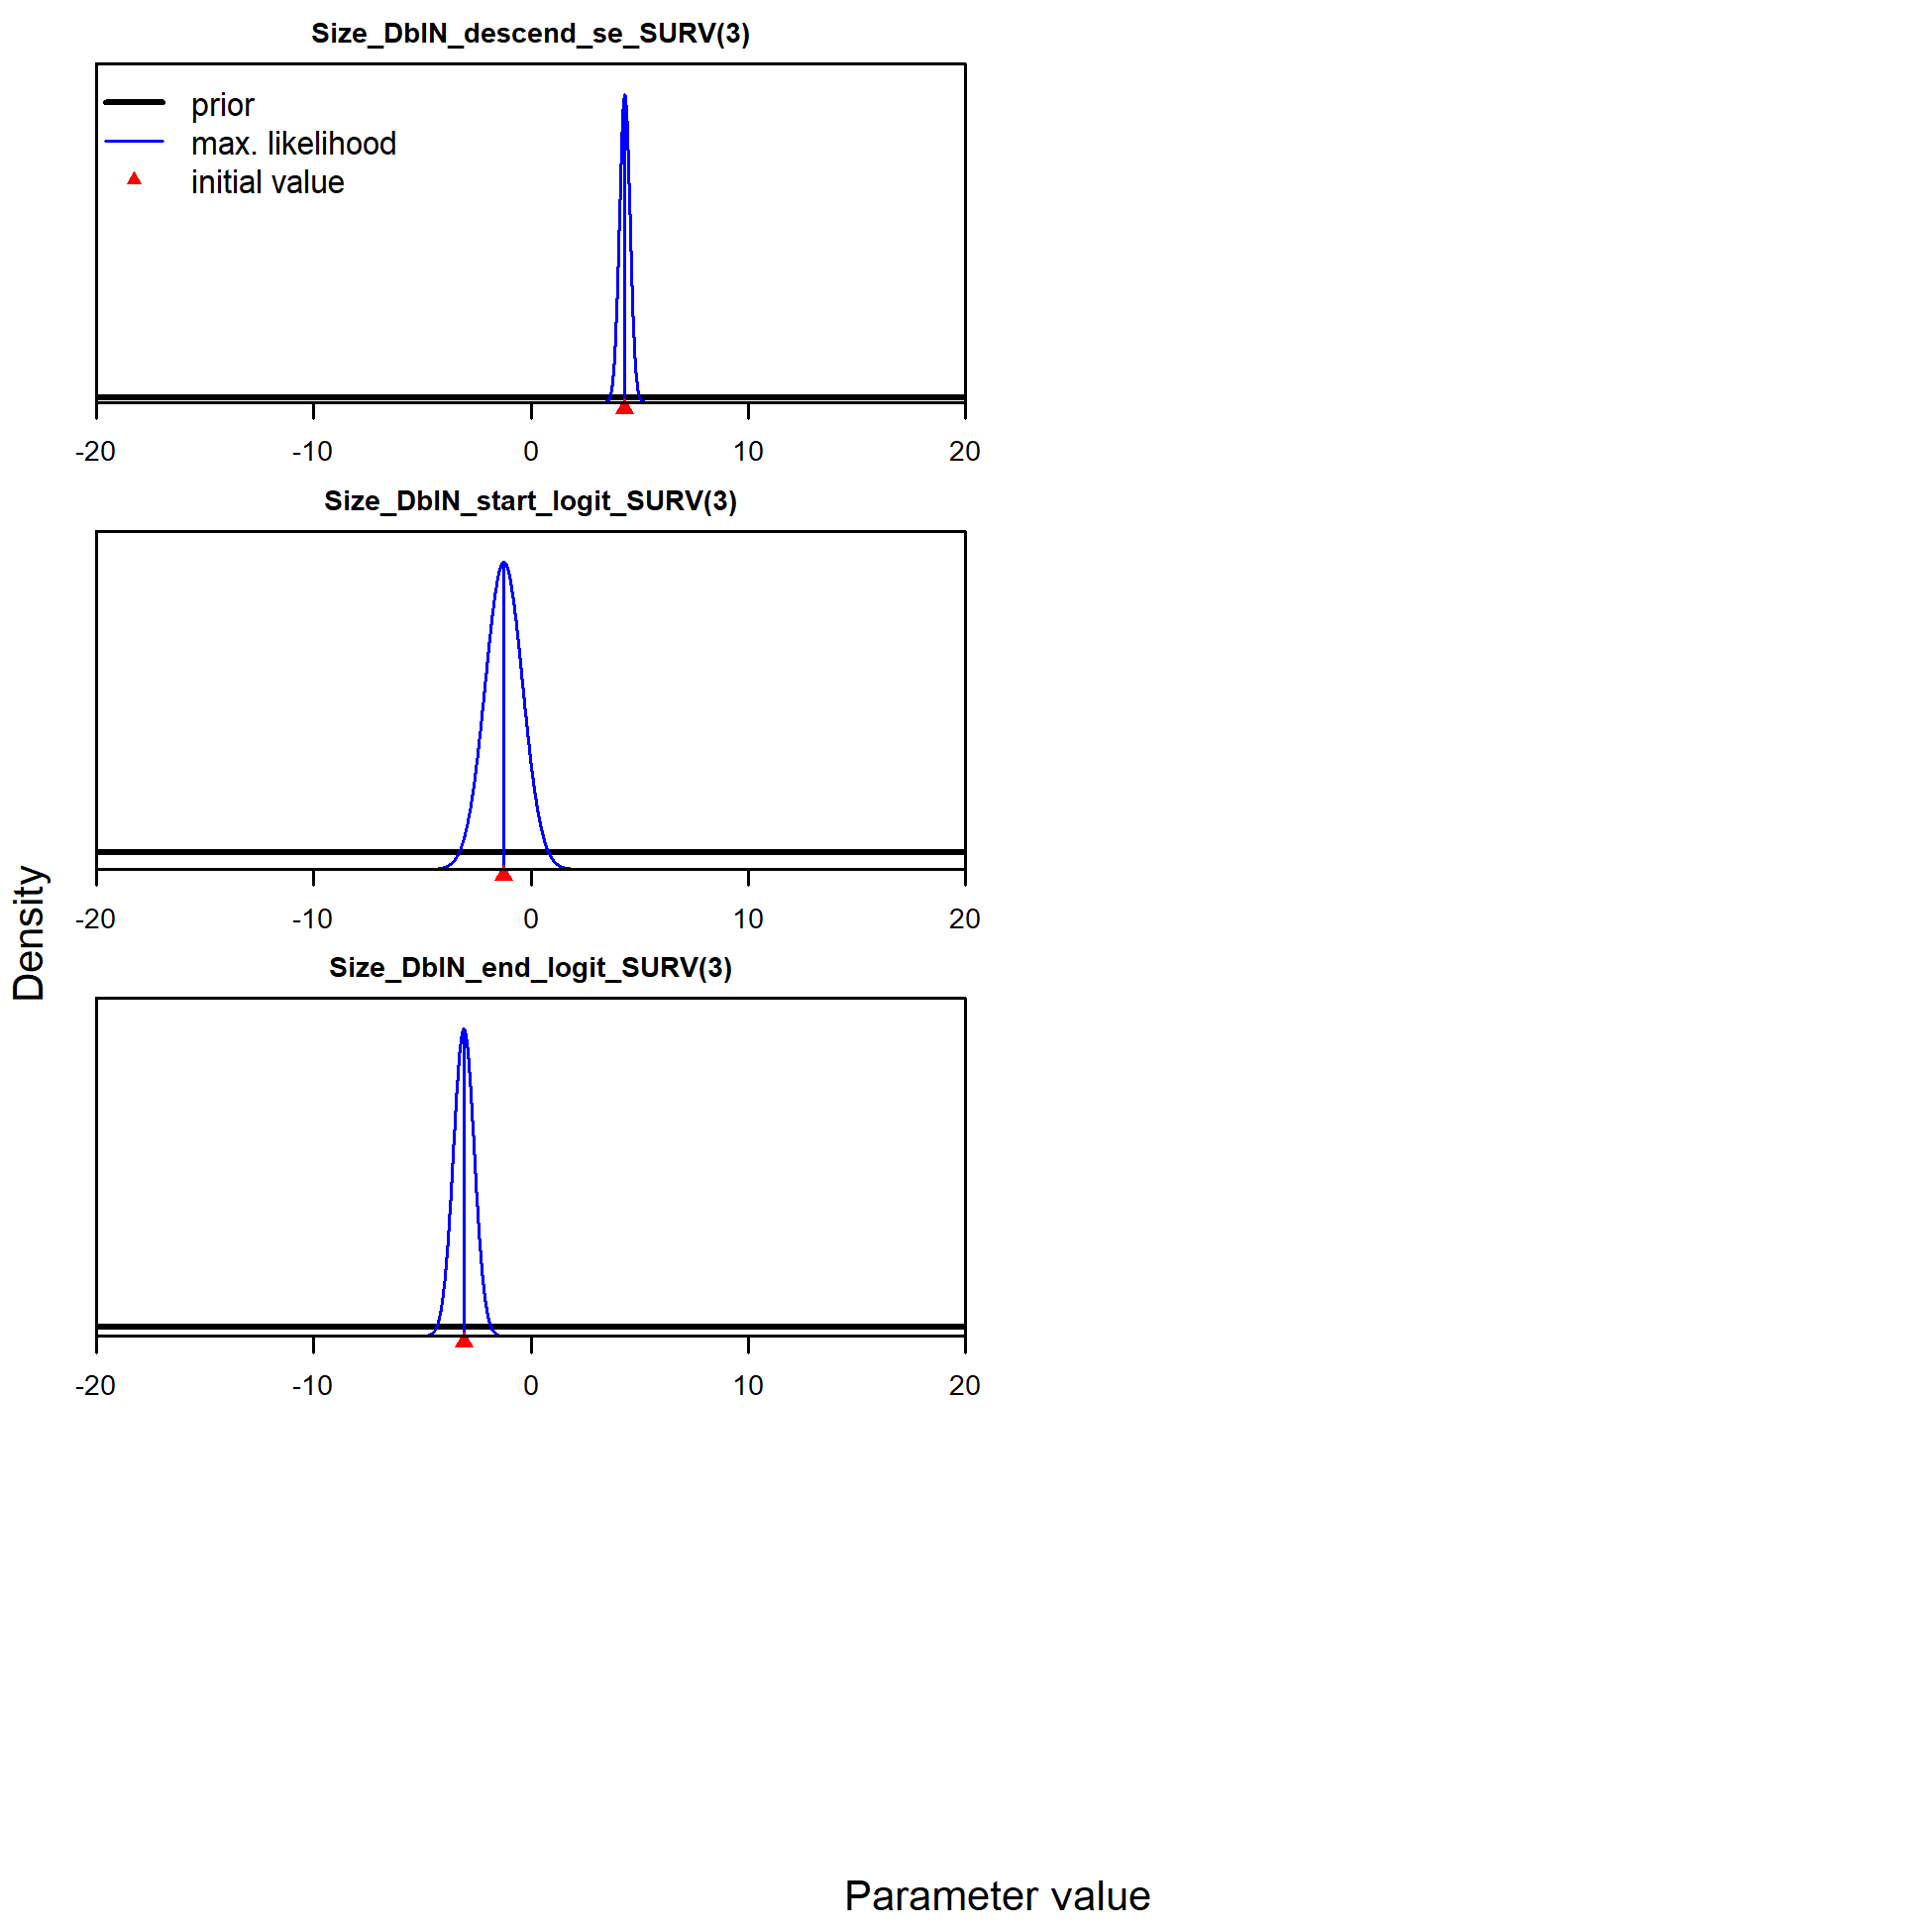 Size_DblN_descend_se_SURV(3)
prior
max. likelihood
initial value
-20 -10 0 10 20
Size_DblN_start_logit_SURV(3)
-20 -10 0 10 20
Size_DblN_end_logit_SURV(3)
-20 -10 0 10 20
Density
Parameter value